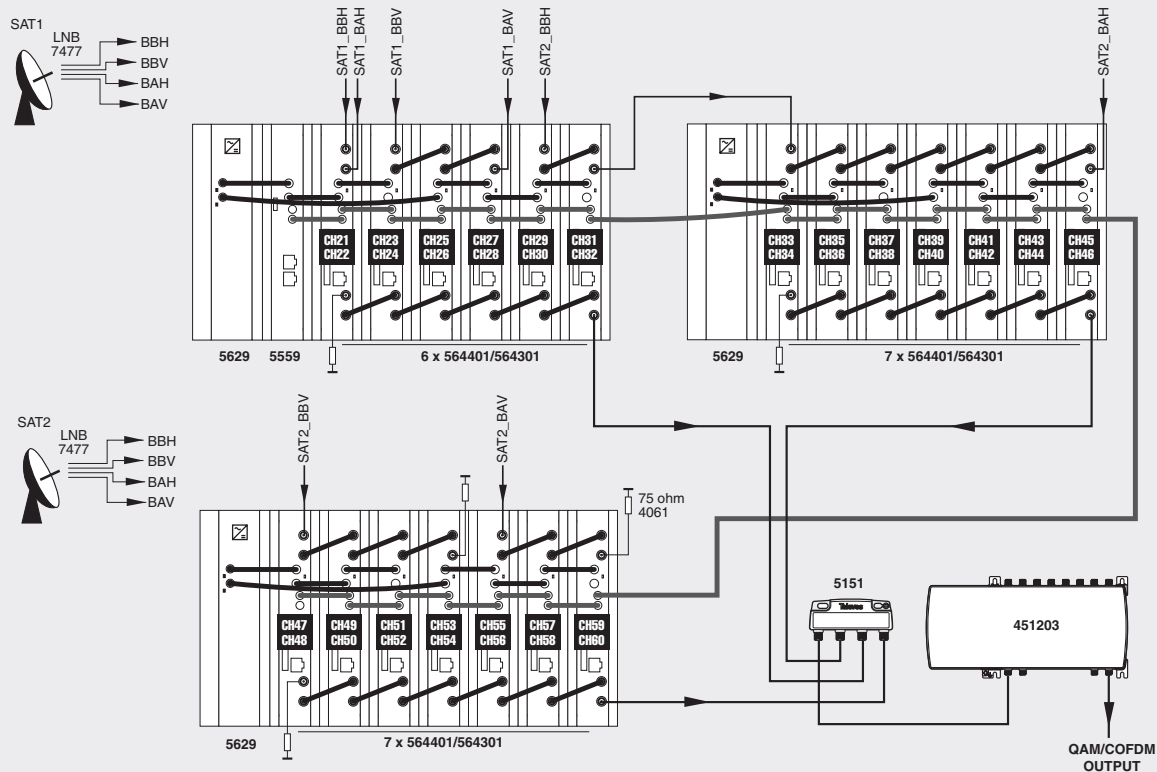 SAT1
LNB
7477
BBH
BBV
BAH
BAV
SAT1_BBH
SAT1_BAH
SAT1_BBV
SAT1_BAV
SAT2_BBH
SAT2_BAH
CH21
CH22
CH23
CH24
CH25
CH26
CH27
CH28
CH29
CH30
CH31
CH32
5629
5559
6 x 564401/564301
CH33
CH34
CH35
CH36
CH37
CH38
CH39
CH40
CH41
CH42
CH43
CH44
CH45
CH46
5629
7 x 564401/564301
SAT2
LNB
7477
BBH
BBV
BAH
BAV
SAT2_BBV
SAT2_BAV
75 ohm
4061
CH47
CH48
CH49
CH50
CH51
CH52
CH53
CH54
CH55
CH56
CH57
CH58
CH59
CH60
5629
7 x 564401/564301
5151
Televes
451203
QAM/COFDM
OUTPUT